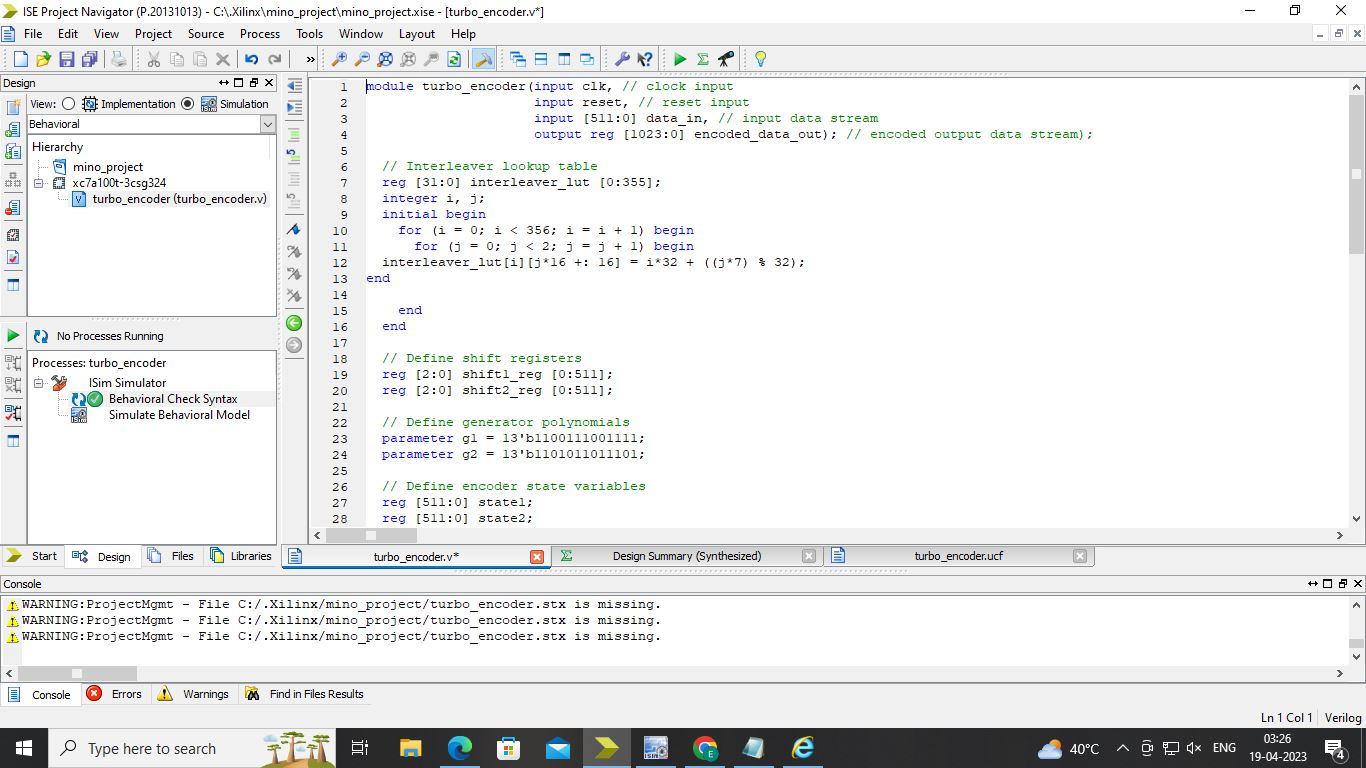 ISE Project Navigator (P.20131013) - C:\.Xilinx\mino_project\mino_project.xise - [turbo_encoder.v*]
File Edit View Project Source Process Tools Window Layout Help
Design
View: Implementation Simulation
Behavioral
Hierarchy
mino_project
xc7a100t-3csg324
turbo_encoder (turbo_encoder.v)
No Processes Running
Processes: turbo_encoder
ISim Simulator
Behavioral Check Syntax
Simulate Behavioral Model
Start Design Files Libraries
1 module turbo_encoder(input clk, // clock input
2 input reset, // reset input
3 input [511:0] data_in, // input data stream
4 output reg [1023:0] encoded_data_out); // encoded output data stream);
5
6 // Interleaver lookup table
7 reg [31:0] interleaver_lut [0:355];
8 integer i, j;
9 initial begin
10 for (i = 0; i < 356; i = i + 1) begin
11 for (j = 0; j < 2; j = j + 1) begin
12 interleaver_lut[i][j*16 +: 16] = i*32 + ((j*7) % 32);
13 end
14
15 end
16 end
17
18 // Define shift registers
19 reg [2:0] shift1_reg [0:511];
20 reg [2:0] shift2_reg [0:511];
21
22 // Define generator polynomials
23 parameter g1 = 13'b1100111001111;
24 parameter g2 = 13'b1101011011101;
25
26 // Define encoder state variables
27 reg [511:0] state1;
28 reg [511:0] state2;
turbo_encoder.v* Design Summary (Synthesized) turbo_encoder.ucf
Console
WARNING:ProjectMgmt - File C:/.Xilinx/mino_project/turbo_encoder.stx is missing.
WARNING:ProjectMgmt - File C:/.Xilinx/mino_project/turbo_encoder.stx is missing.
WARNING:ProjectMgmt - File C:/.Xilinx/mino_project/turbo_encoder.stx is missing.
Console Errors Warnings Find in Files Results
Ln 1 Col 1 Verilog
Type here to search
40°C ENG
03:26
19-04-2023
4